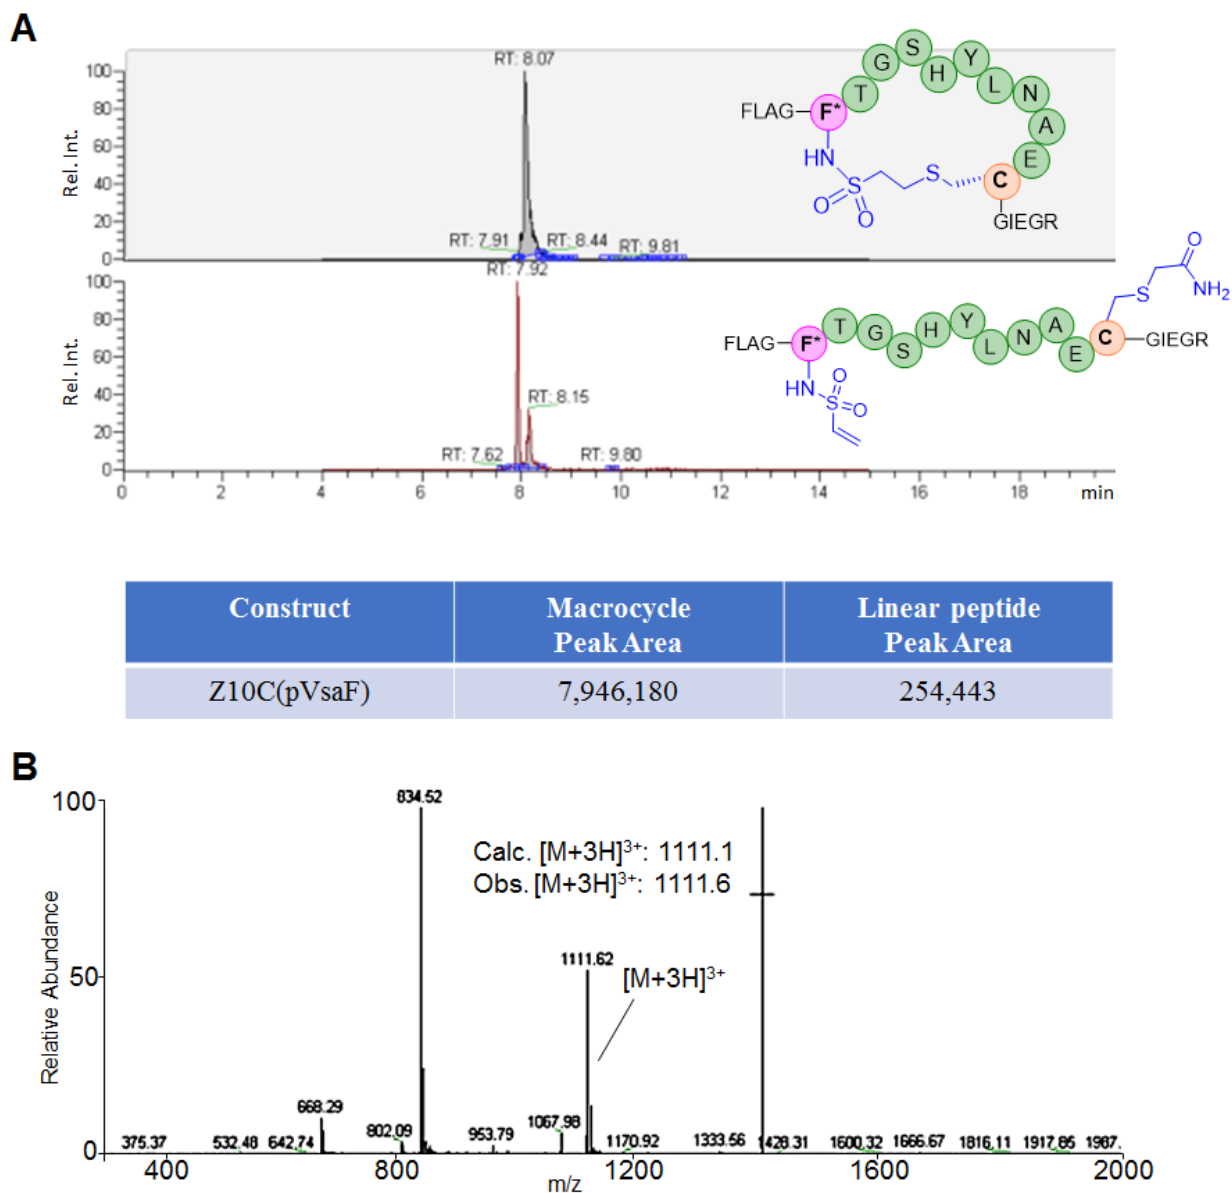 A
RT: 8.07
100
80
60
40
20
0
Rel. Int.
RT: 7.91
RT: 8.44
RT: 9.81
FLAG
F*
T
G
S
H
Y
L
N
A
E
C
GIEGR
HN
S
O
O
S
RT: 7.92
100
80
60
40
20
0
Rel. Int.
RT: 8.15
RT: 7.62
RT: 9.80
FLAG
F*
T
G
S
H
Y
L
N
A
E
C
GIEGR
HN
S
O
O
S
O
NH2
0 2 4 6 8 10 12 14 16 18 min
Construct
Macrocycle
Peak Area
Linear peptide
Peak Area
Z10C(pVsaF)
7,946,180
254,443
B
Relative Abundance
100
50
0
834.52
Calc. [M+3H]3+: 1111.1
Obs. [M+3H]3+: 1111.6
1111.62
[M+3H]3+
668.29
375.37
532.48
642.74
802.09
953.79
1067.98
1170.92
1333.56
1428.31
1600.32
1666.67
1816.11
1917.85
1987.
400 800 1200 1600 2000
m/z